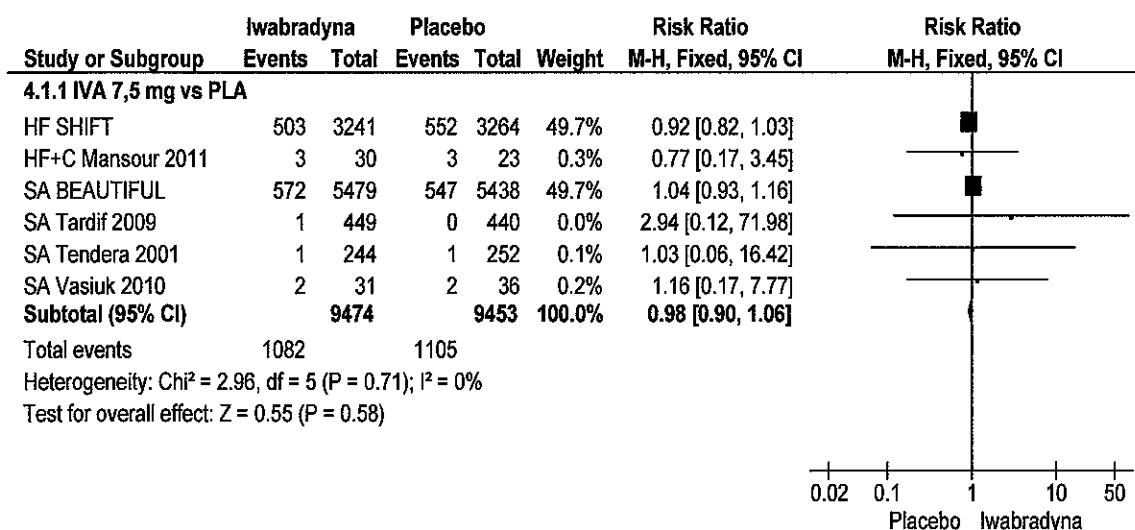 Iwabradyna Placebo Risk Ratio Risk Ratio
Study or Subgroup Events Total Events Total Weight M-H, Fixed, 95% CI M-H, Fixed, 95% CI
4.1.1 IVA 7,5 mg vs PLA
HF SHIFT 503 3241 552 3264 49.7% 0.92 [0.82, 1.03]
HF+C Mansour 2011 3 30 3 23 0.3% 0.77 [0.17, 3.45]
SA BEAUTIFUL 572 5479 547 5438 49.7% 1.04 [0.93, 1.16]
SA Tardif 2009 1 449 0 440 0.0% 2.94 [0.12, 71.98]
SA Tendera 2001 1 244 1 252 0.1% 1.03 [0.06, 16.42]
SA Vasiuk 2010 2 31 2 36 0.2% 1.16 [0.17, 7.77]
Subtotal (95% CI) 9474 9453 100.0% 0.98 [0.90, 1.06]
Total events 1082 1105
Heterogeneity: Chi² = 2.96, df = 5 (P = 0.71); I² = 0%
Test for overall effect: Z = 0.55 (P = 0.58)
0.02 0.1 1 10 50
Placebo Iwabradyna